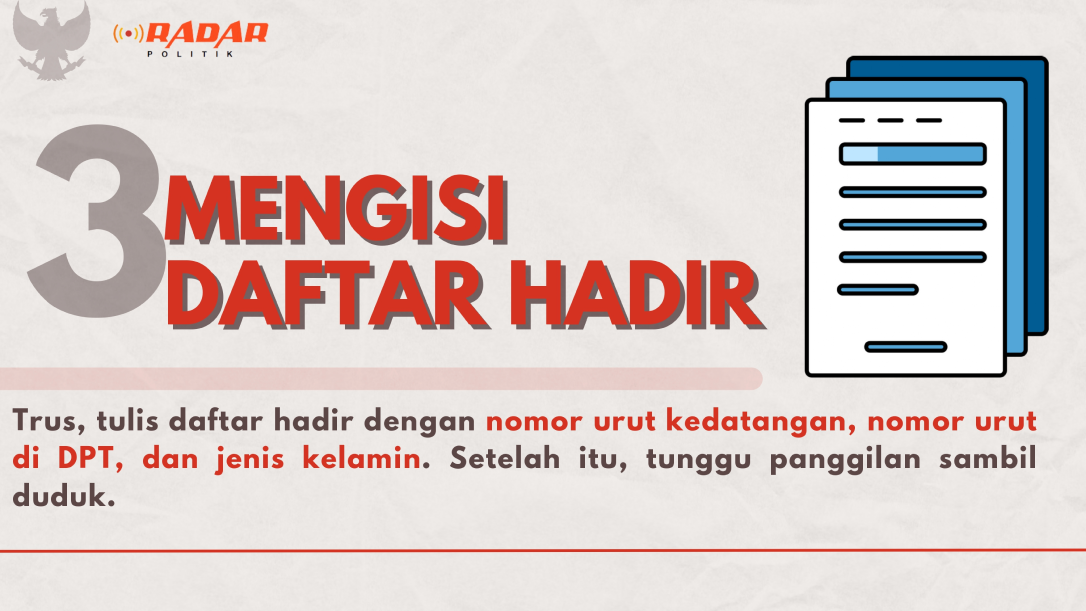 RADAR
POLITIK
3
MENGISI
DAFTAR HADIR
Trus, tulis daftar hadir dengan nomor urut kedatangan, nomor urut
di DPT, dan jenis kelamin. Setelah itu, tunggu panggilan sambil
duduk.